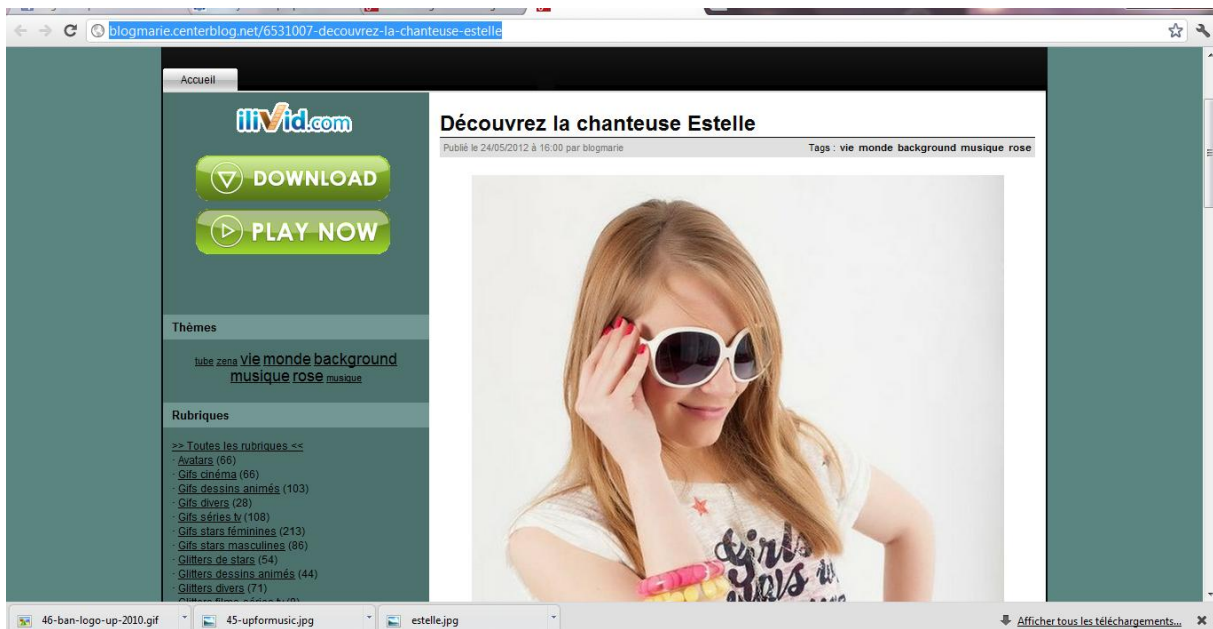 blogmarie.centerblog.net/6531007-decouvrez-la-chanteuse-estelle
Accueil
ilivid.com
DOWNLOAD
PLAY NOW
Thèmes
tube zena vie monde background
musique rose musique
Rubriques
>> Toutes les rubriques <<
· Avatars (66)
· Gifs cinéma (66)
· Gifs dessins animés (103)
· Gifs divers (28)
· Gifs séries tv (108)
· Gifs stars féminines (213)
· Gifs stars masculines (86)
· Glitters de stars (54)
· Glitters dessins animés (44)
· Glitters divers (71)
Découvrez la chanteuse Estelle
Publié le 24/05/2012 à 16:00 par blogmarie
Tags : vie monde background musique rose
Girls
46-ban-logo-up-2010.gif
45-upformusic.jpg
estelle.jpg
Afficher tous les téléchargements...